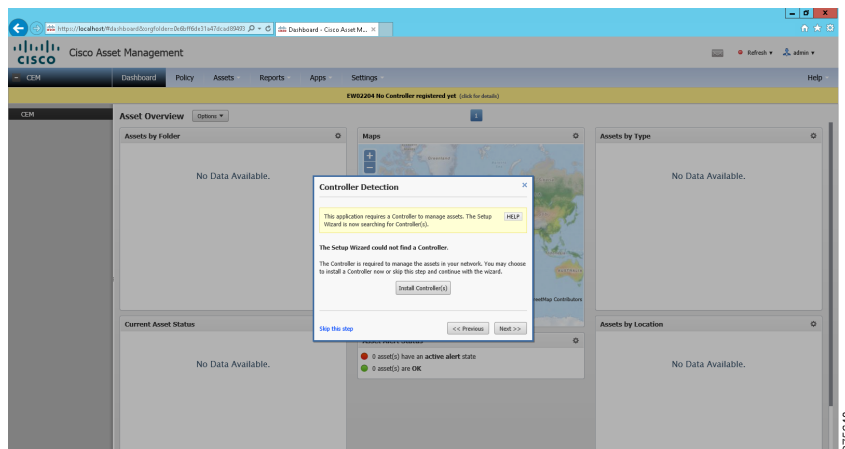 https://localhost/#dashboard
Dashboard - Cisco Asset M...
CISCO
Cisco Asset Management
Refresh
admin
CEM
Dashboard
Policy
Assets
Reports
Apps
Settings
Help
EW02204 No Controller registered yet (click for details)
CEM
Asset Overview
Options
1
Assets by Folder
Maps
Assets by Type
No Data Available.
No Data Available.
Controller Detection
This application requires a Controller to manage assets. The Setup
Wizard is now searching for Controller(s).
HELP
The Setup Wizard could not find a Controller.
The Controller is required to manage the assets in your network. You may choose
to install a Controller now or skip this step and continue with the wizard.
Install Controller(s)
Contributors
Skip this step
<< Previous
Next >>
Current Asset Status
Assets by Location
0 asset(s) have an active alert state
0 asset(s) are OK
No Data Available.
No Data Available.